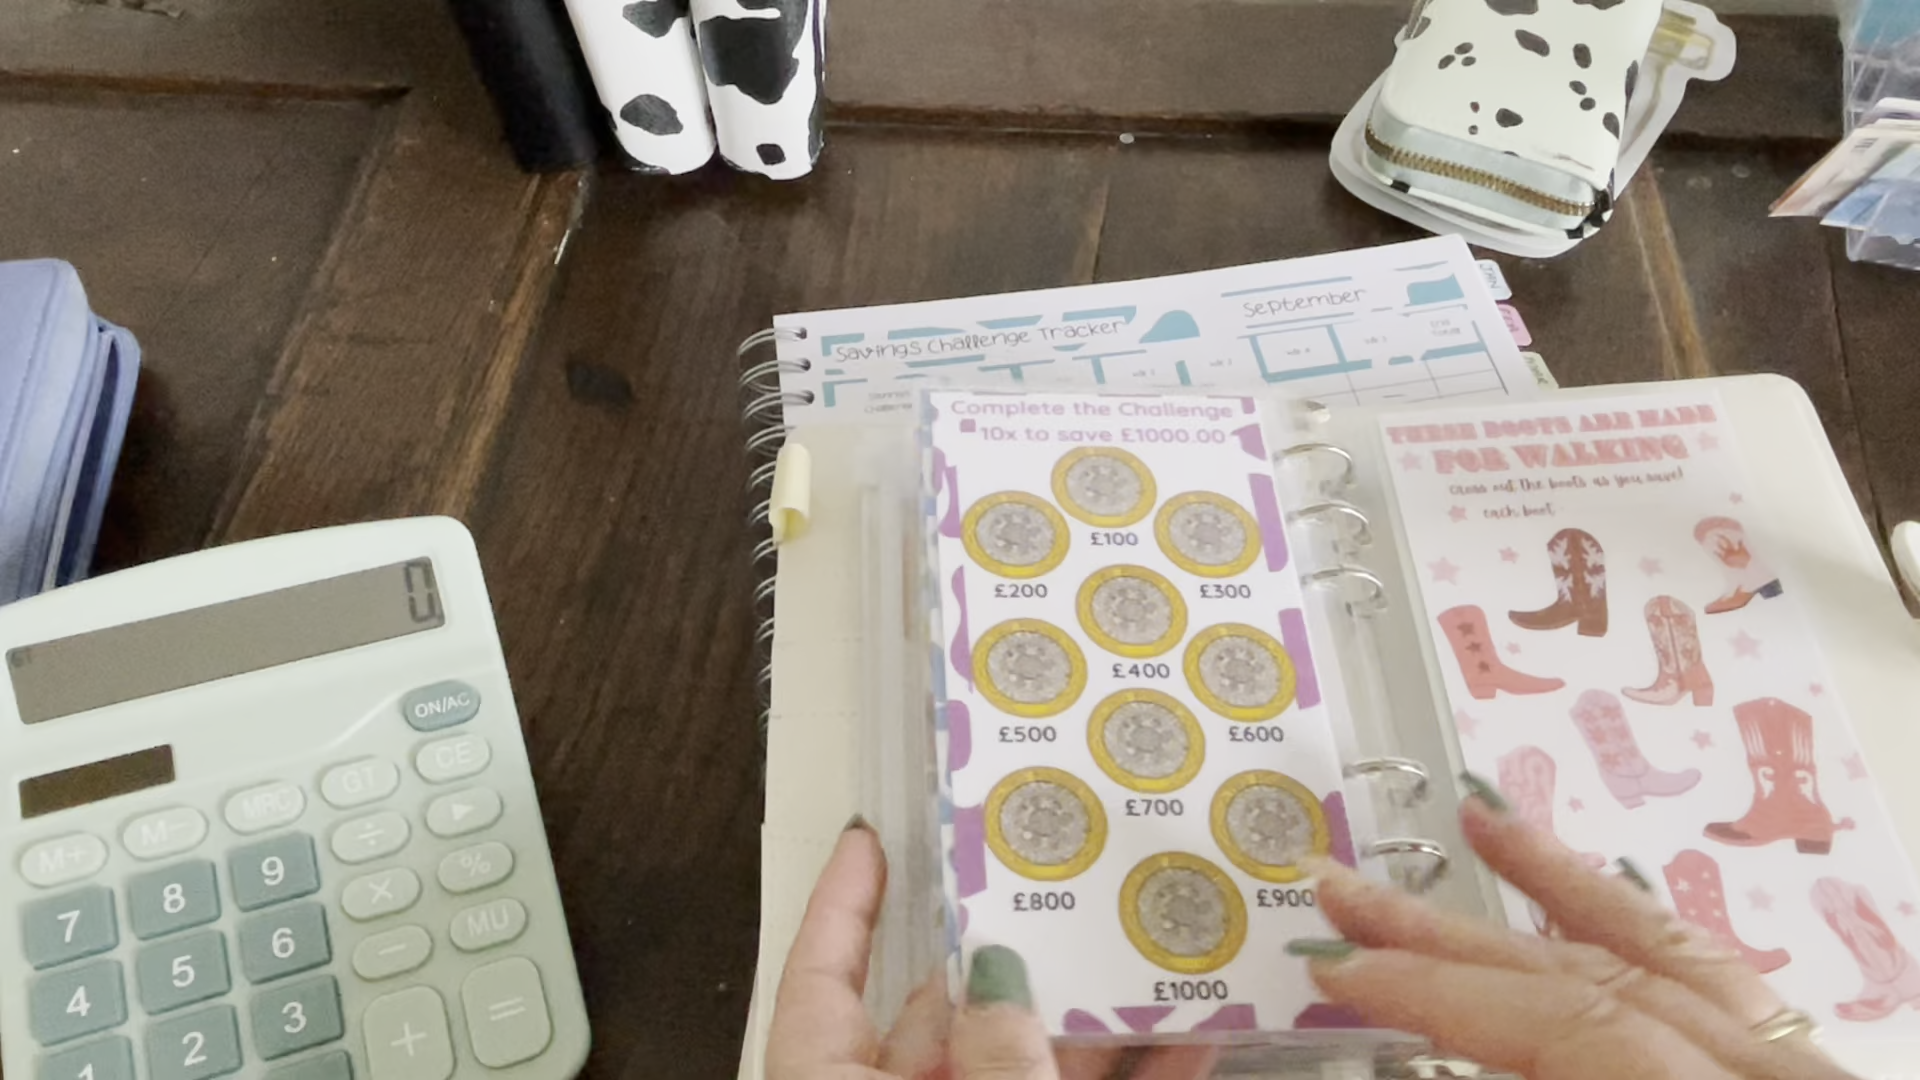 Savings Challenge Tracker
September
JAN
Complete the Challenge
10x to save £1000.00
£100
£200
£300
£400
£500
£600
£700
£800
£900
£1000
THESE BOOTS ARE MADE
FOR WALKING
cross out the boots as you save!
each boot
0
ON/AC
CE
GT
MRC
M-
M+
÷
%
9
8
7
×
MU
6
5
4
-
3
2
1
+
=